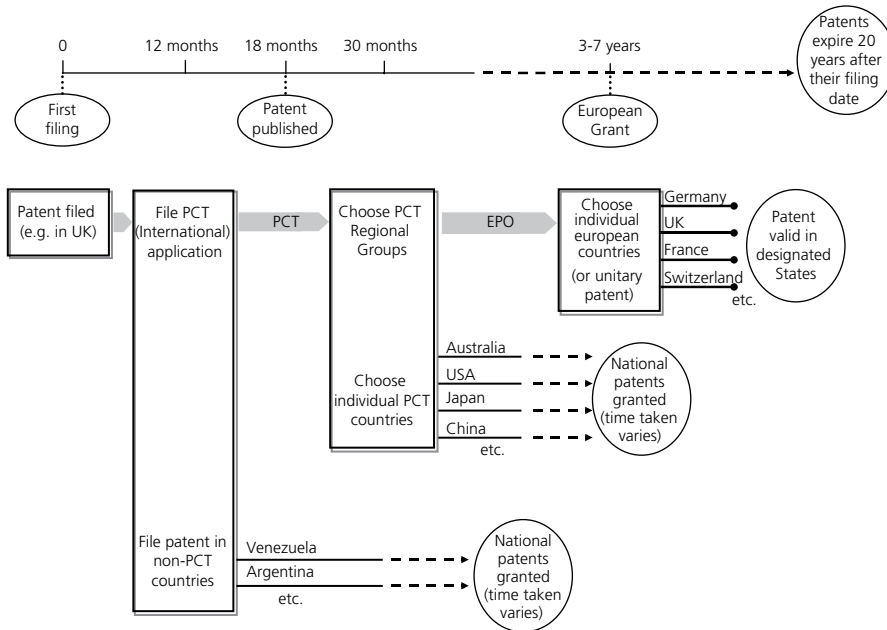 0
12 months
18 months
30 months
3-7 years
Patents
expire 20
years after
their filing
date
First
filing
Patent
published
European
Grant
Patent filed
(e.g. in UK)
File PCT
(International)
application
PCT
Choose PCT
Regional
Groups
EPO
Choose
individual
european
countries
(or unitary
patent)
Germany
UK
France
Switzerland
etc.
Patent
valid in
designated
States
Choose
individual PCT
countries
Australia
USA
Japan
China
etc.
National
patents
granted
(time taken
varies)
File patent in
non-PCT
countries
Venezuela
Argentina
etc.
National
patents
granted
(time taken
varies)